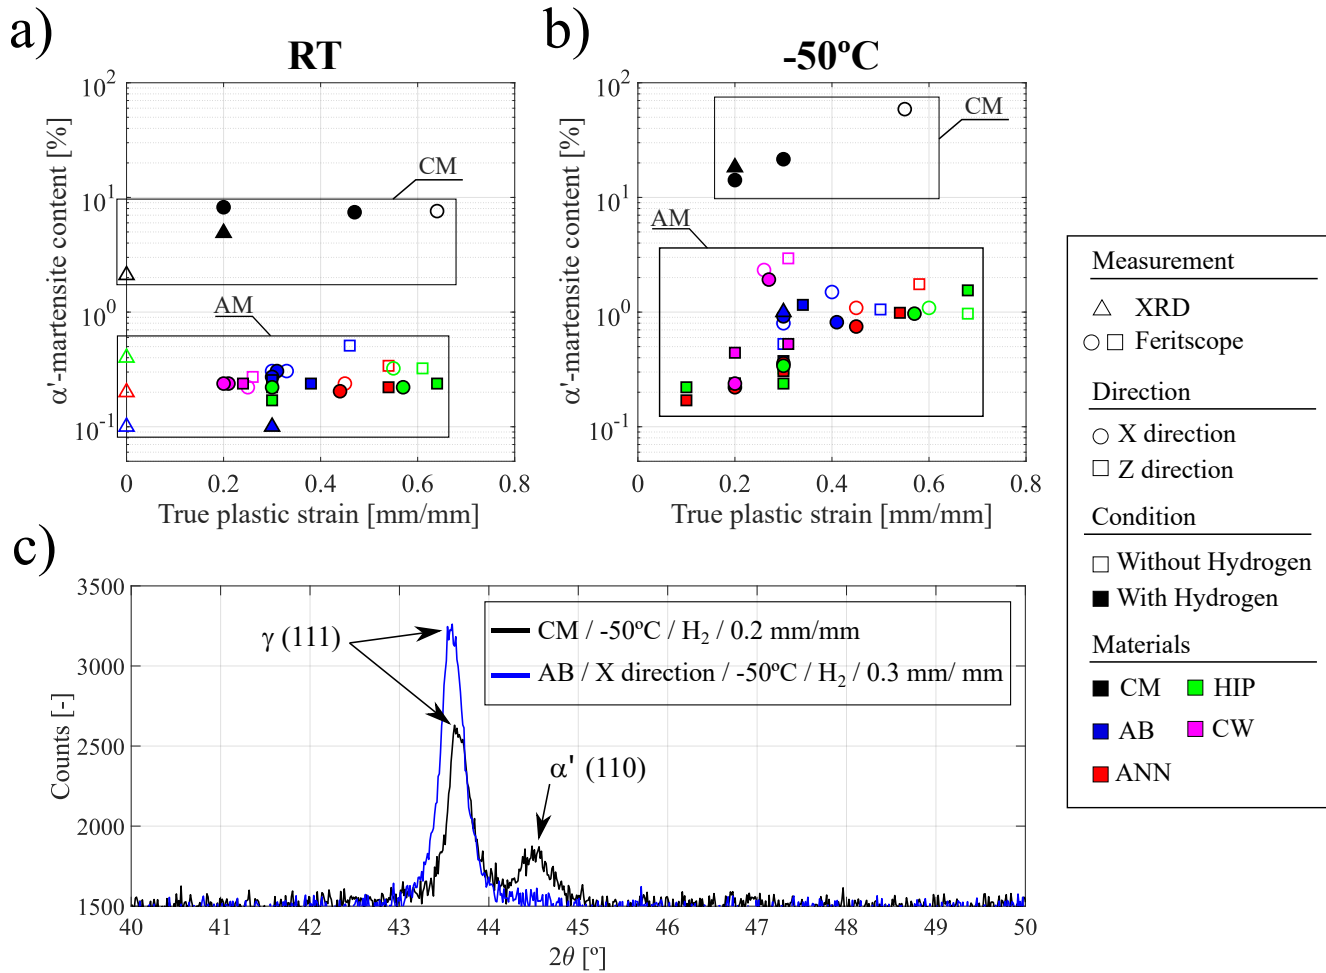 a)
RT
10²
10¹
10⁰
10⁻¹
α'-martensite content [%]
CM
AM
0
0.2
0.4
0.6
0.8
True plastic strain [mm/mm]
b)
-50ºC
10²
10¹
10⁰
10⁻¹
α'-martensite content [%]
CM
AM
0
0.2
0.4
0.6
0.8
True plastic strain [mm/mm]
Measurement
XRD
Feritscope
Direction
X direction
Z direction
Condition
Without Hydrogen
With Hydrogen
Materials
CM
HIP
AB
CW
ANN
c)
3500
3000
2500
2000
1500
Counts [-]
γ (111)
α' (110)
CM / -50ºC / H₂ / 0.2 mm/mm
AB / X direction / -50ºC / H₂ / 0.3 mm/ mm
40
41
42
43
44
45
46
47
48
49
50
2θ [º]